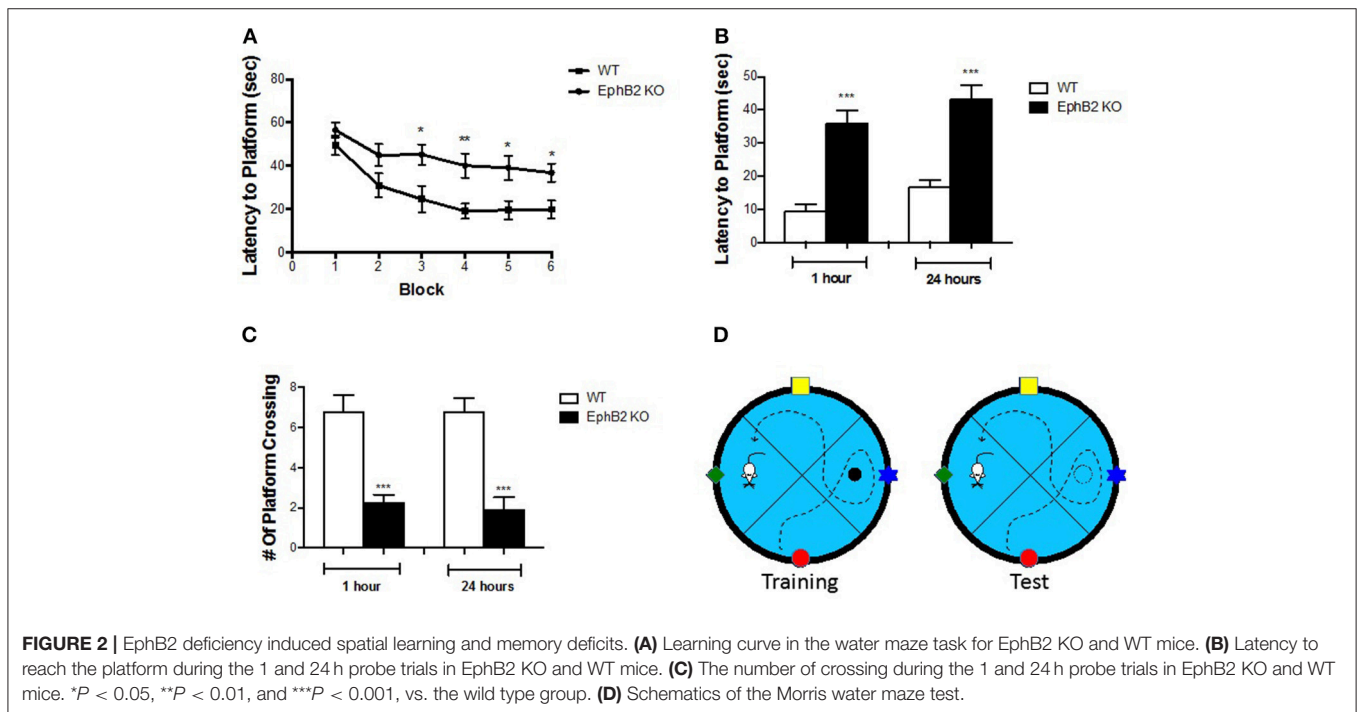 A
Latency to Platform (sec)
80
60
40
20
0
0 1 2 3 4 5 6
Block
* ** * *
WT
EphB2 KO
B
Latency to Platform (sec)
50
40
30
20
10
0
*** ***
1 hour 24 hours
WT
EphB2 KO
C
# Of Platform Crossing
8
6
4
2
0
*** ***
1 hour 24 hours
WT
EphB2 KO
D
Training Test
FIGURE 2 | EphB2 deficiency induced spatial learning and memory deficits. (A) Learning curve in the water maze task for EphB2 KO and WT mice. (B) Latency to
reach the platform during the 1 and 24 h probe trials in EphB2 KO and WT mice. (C) The number of crossing during the 1 and 24 h probe trials in EphB2 KO and WT
mice. *P < 0.05, **P < 0.01, and ***P < 0.001, vs. the wild type group. (D) Schematics of the Morris water maze test.